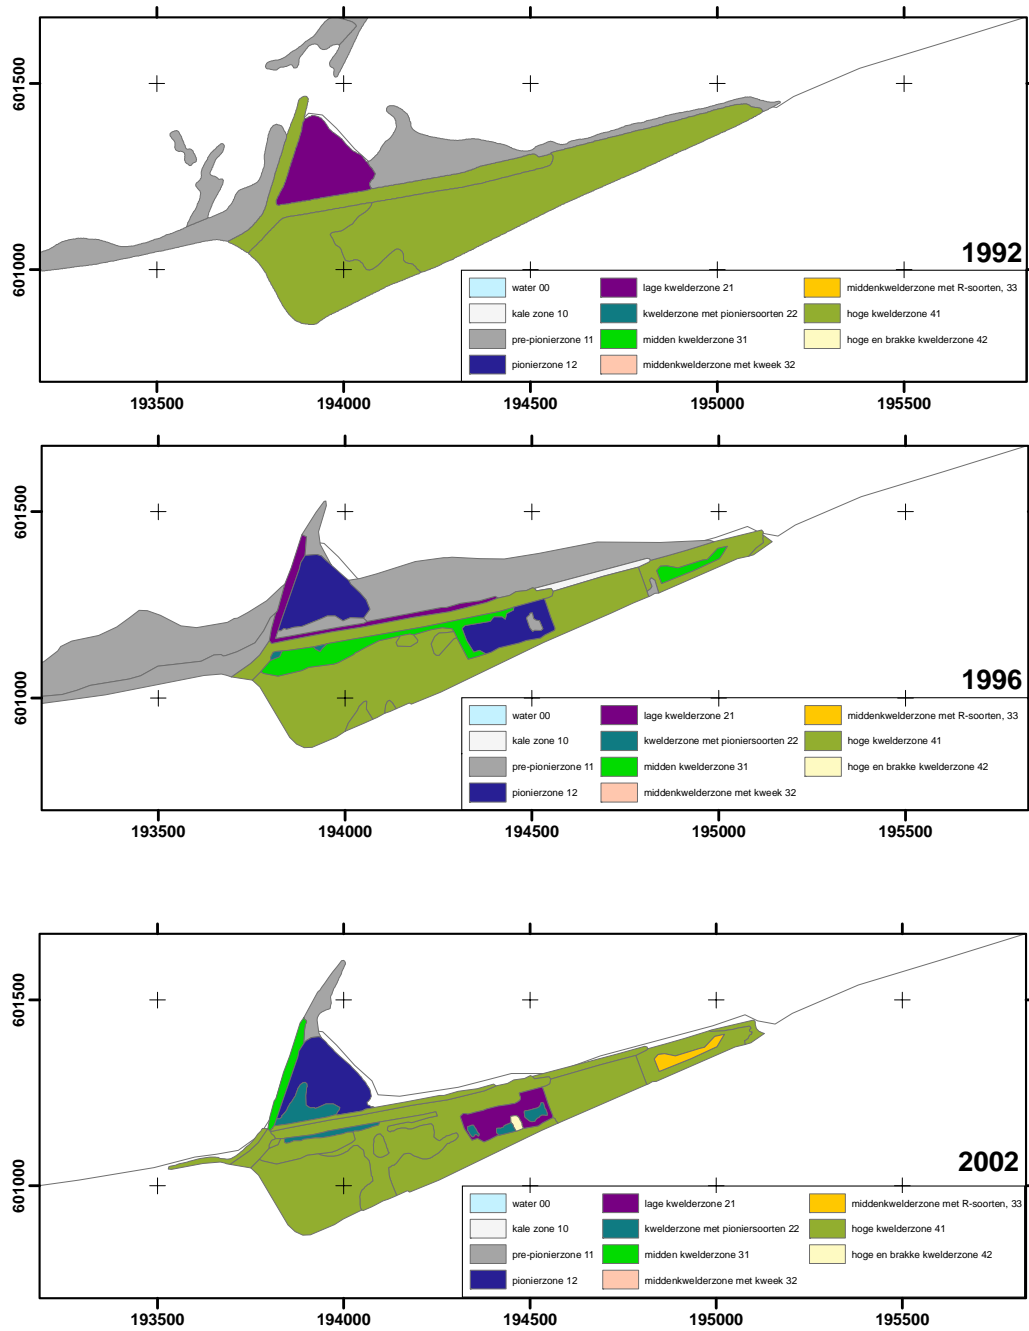 601500
601000
1992
water 00
kale zone 10
pre-pionierzone 11
pionierzone 12
lage kwelderzone 21
kwelderzone met pioniersoorten 22
midden kwelderzone 31
middenkwelderzone met kweek 32
middenkwelderzone met R-soorten, 33
hoge kwelderzone 41
hoge en brakke kwelderzone 42
193500 194000 194500 195000 195500
601500
601000
1996
water 00
kale zone 10
pre-pionierzone 11
pionierzone 12
lage kwelderzone 21
kwelderzone met pioniersoorten 22
midden kwelderzone 31
middenkwelderzone met kweek 32
middenkwelderzone met R-soorten, 33
hoge kwelderzone 41
hoge en brakke kwelderzone 42
193500 194000 194500 195000 195500
601500
601000
2002
water 00
kale zone 10
pre-pionierzone 11
pionierzone 12
lage kwelderzone 21
kwelderzone met pioniersoorten 22
midden kwelderzone 31
middenkwelderzone met kweek 32
middenkwelderzone met R-soorten, 33
hoge kwelderzone 41
hoge en brakke kwelderzone 42
193500 194000 194500 195000 195500